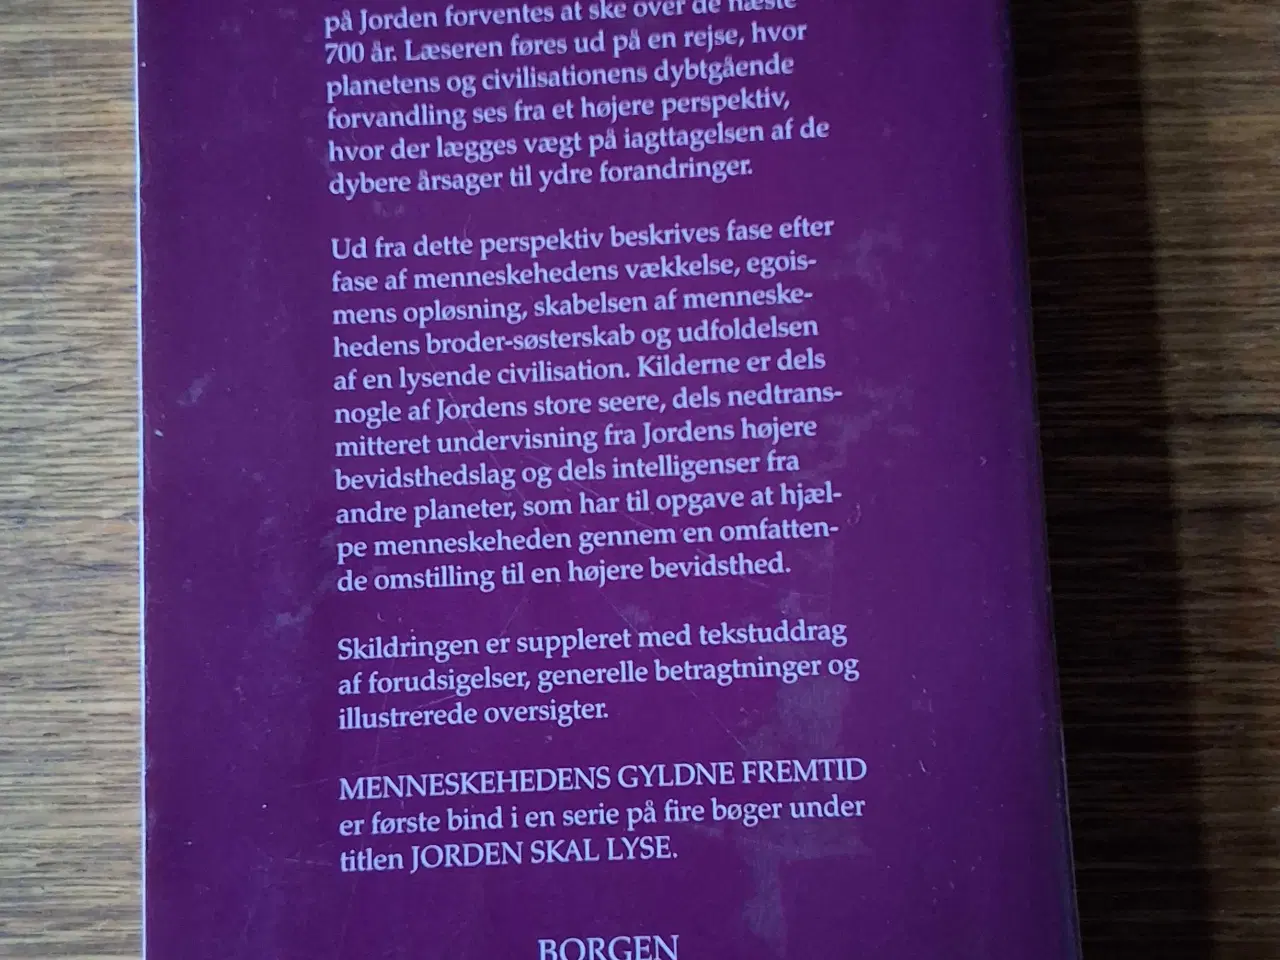 på Jorden forventes at ske over de næste
700 år. Læseren føres ud på en rejse, hvor
planetens og civilisationens dybtgående
forvandling ses fra et højere perspektiv,
hvor der lægges vægt på iagttagelsen af de
dybere årsager til ydre forandringer.
Ud fra dette perspektiv beskrives fase efter
fase af menneskehedens vækkelse, egois-
mens opløsning, skabelsen af menneske-
hedens broder-søsterskab og udfoldelsen
af en lysende civilisation. Kilderne er dels
nogle af Jordens store seere, dels nedtrans-
mitteret undervisning fra Jordens højere
bevidsthedslag og dels intelligenser fra
andre planeter, som har til opgave at hjæl-
pe menneskeheden gennem en omfatten-
de omstilling til en højere bevidsthed.
Skildringen er suppleret med tekstuddrag
af forudsigelser, generelle betragtninger og
illustrerede oversigter.
MENNESKEHEDENS GYLDNE FREMTID
er første bind i en serie på fire bøger under
titlen JORDEN SKAL LYSE.
BORGEN